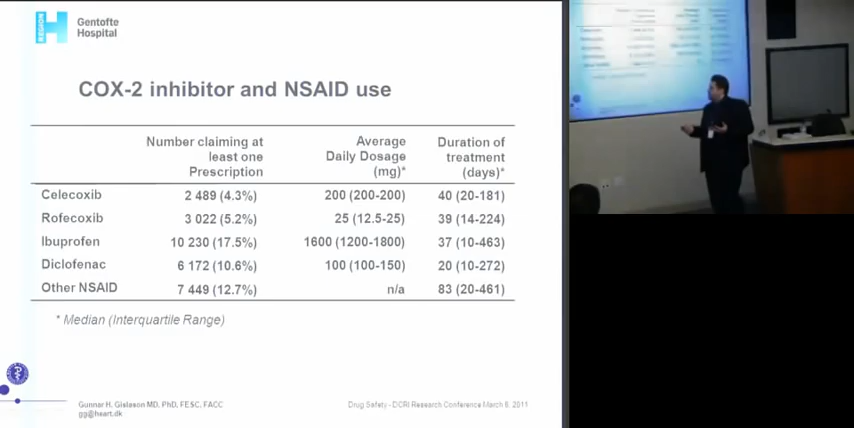 REGION
Gentofte
Hospital
COX-2 inhibitor and NSAID use
Number claiming at least one Prescription Average Daily Dosage (mg)* Duration of treatment (days)*
Celecoxib 2 489 (4.3%) 200 (200-200) 40 (20-181)
Rofecoxib 3 022 (5.2%) 25 (12.5-25) 39 (14-224)
Ibuprofen 10 230 (17.5%) 1600 (1200-1800) 37 (10-463)
Diclofenac 6 172 (10.6%) 100 (100-150) 20 (10-272)
Other NSAID 7 449 (12.7%) n/a 83 (20-461)
* Median (Interquartile Range)
Gunnar H. Gislason MD, PhD, FESC, FACC
gg@heart.dk
Drug Safety - DCRI Research Conference March 8, 2011